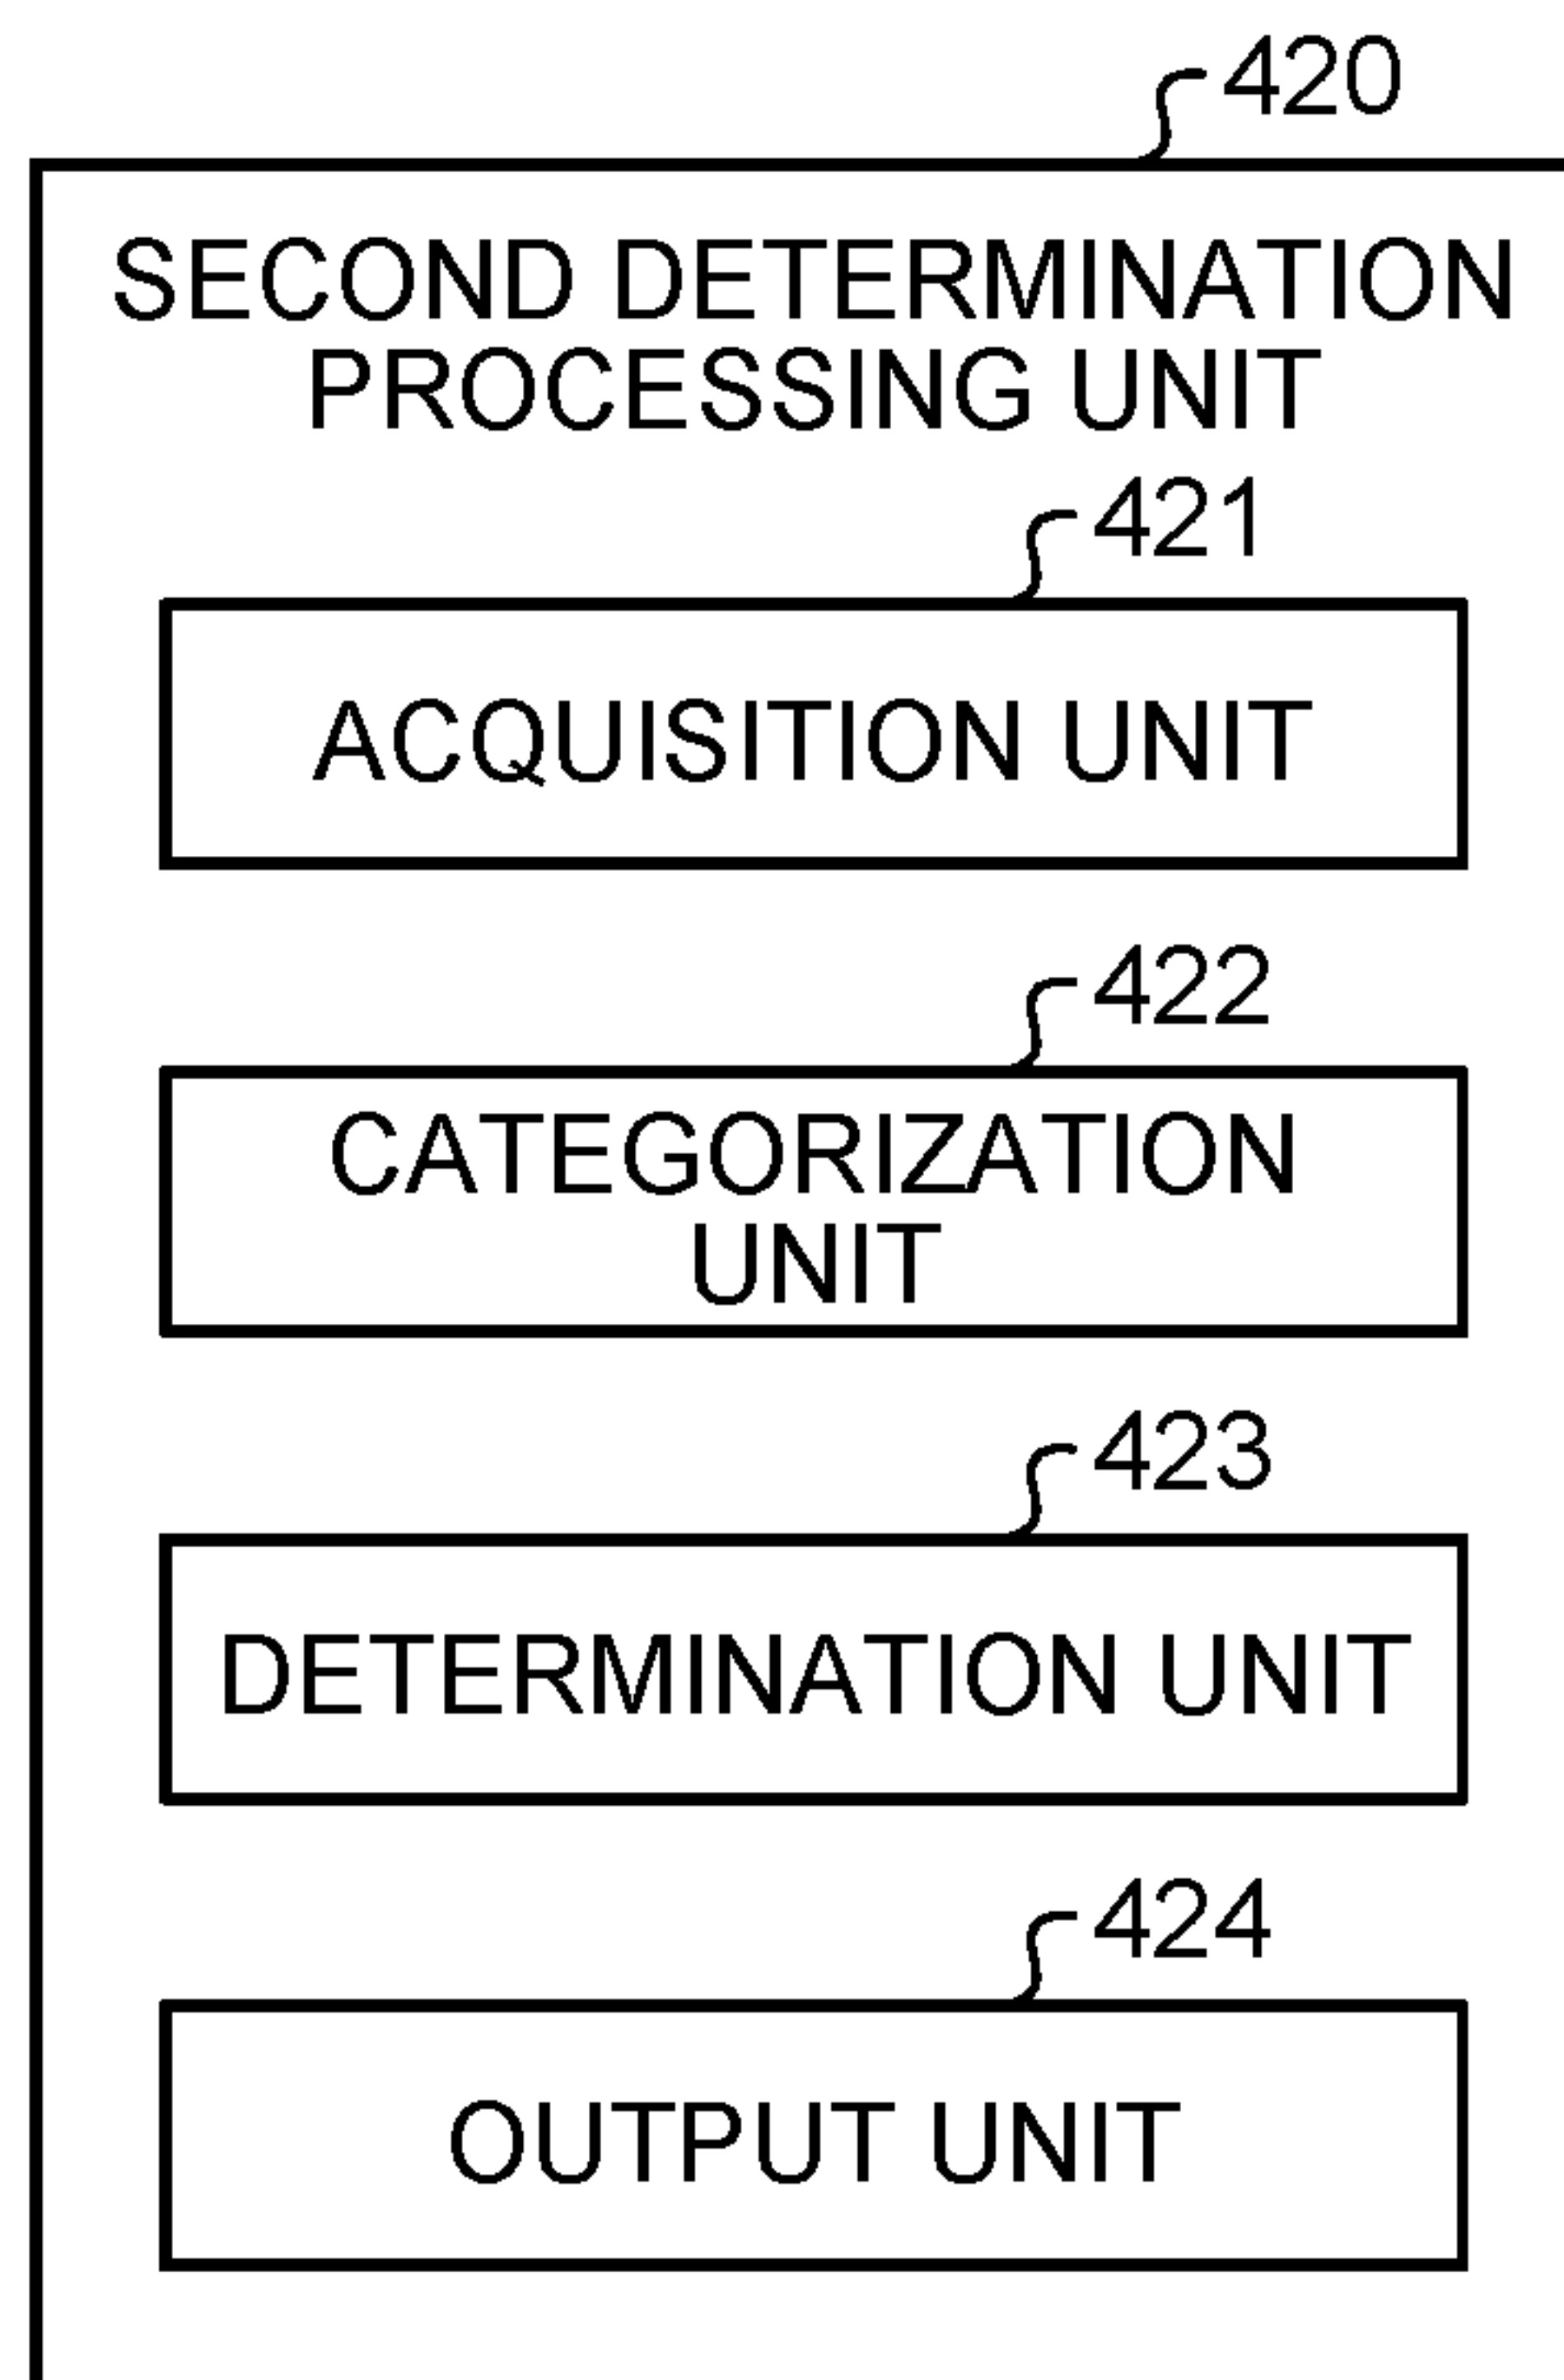 420
SECOND DETERMINATION
PROCESSING UNIT
421
ACQUISITION UNIT
422
CATEGORIZATION
UNIT
423
DETERMINATION UNIT
424
OUTPUT UNIT